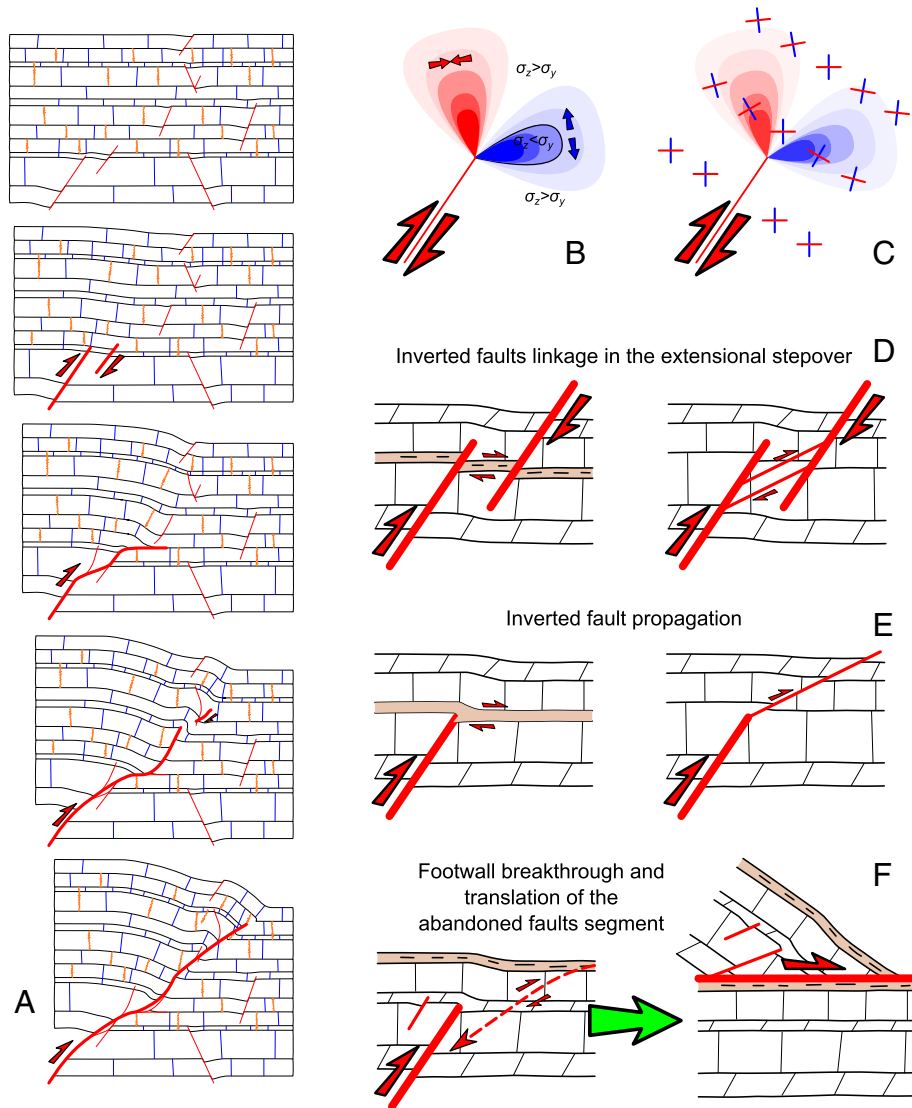 σz>σy
σz<σy
σz>σy
B
C
D
Inverted faults linkage in the extensional stepover
Inverted fault propagation
E
Footwall breakthrough and
translation of the
abandoned faults segment
F
A